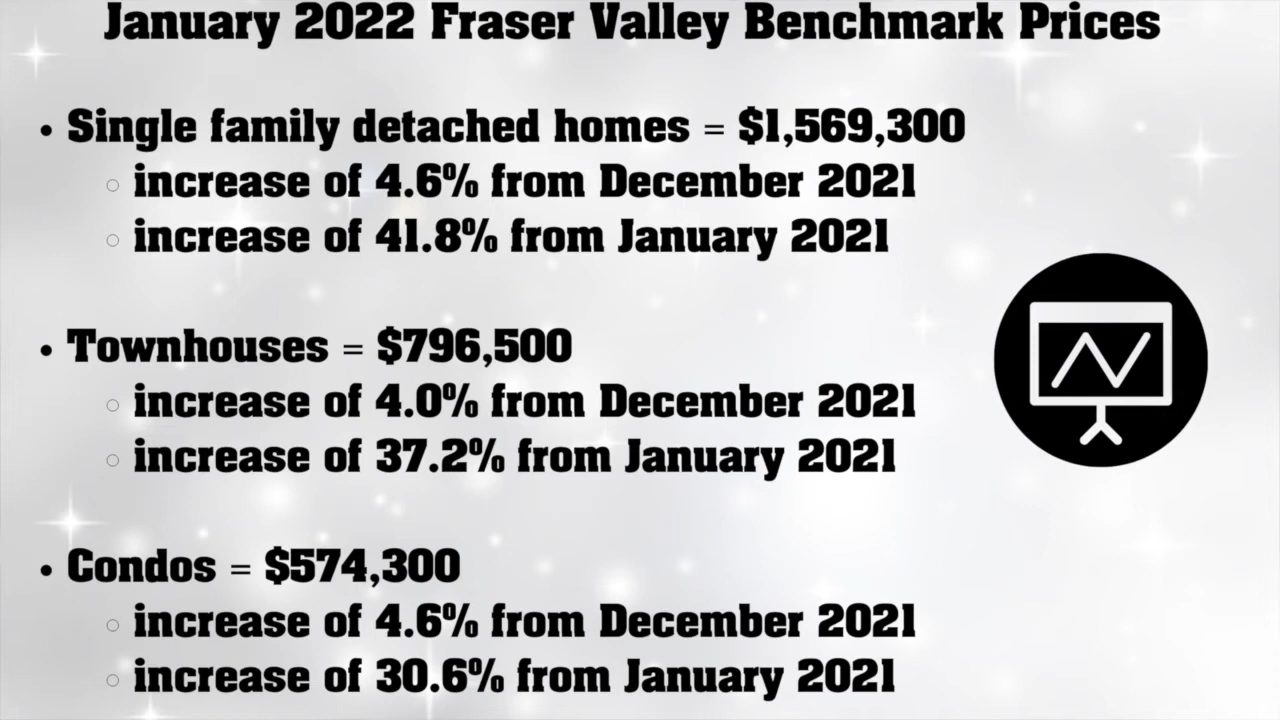 January 2022 Fraser Valley Benchmark Prices
• Single family detached homes = $1,569,300
○ increase of 4.6% from December 2021
○ increase of 41.8% from January 2021
• Townhouses = $796,500
○ increase of 4.0% from December 2021
○ increase of 37.2% from January 2021
• Condos = $574,300
○ increase of 4.6% from December 2021
○ increase of 30.6% from January 2021